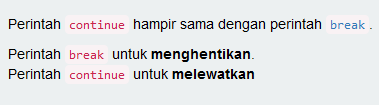 Perintah continue hampir sama dengan perintah break.
Perintah break untuk menghentikan.
Perintah continue untuk melewatkan